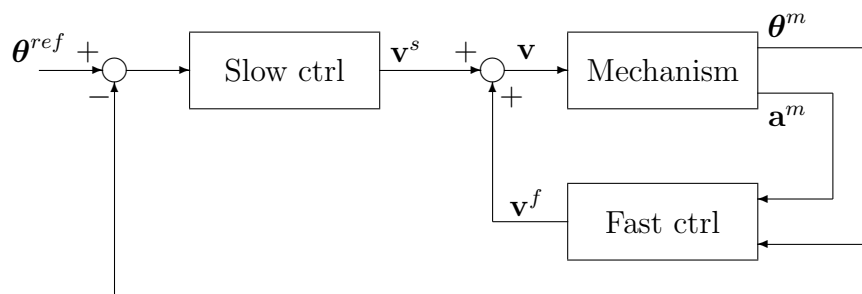 θ^ref + − Slow ctrl v^s + + v Mechanism θ^m
a^m
v^f Fast ctrl